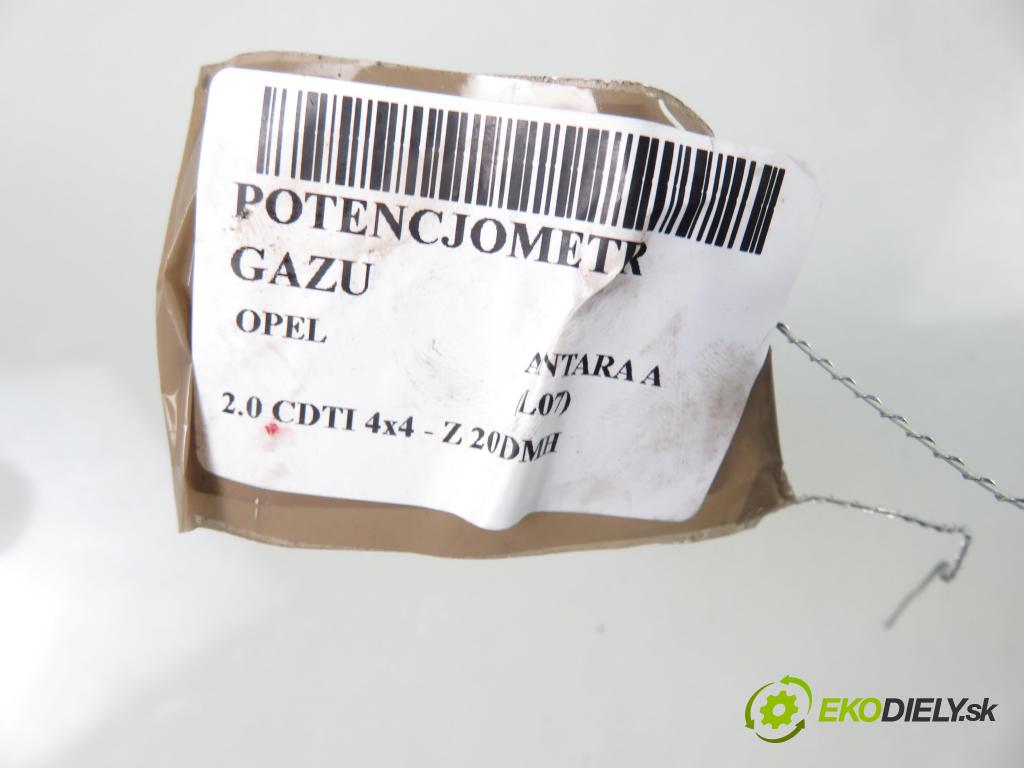 POTENCJOMETR
GAZU
OPEL
ANTARA A
(L07)
2.0 CDTI 4x4 - Z 20DMH
EKODIELY.sk